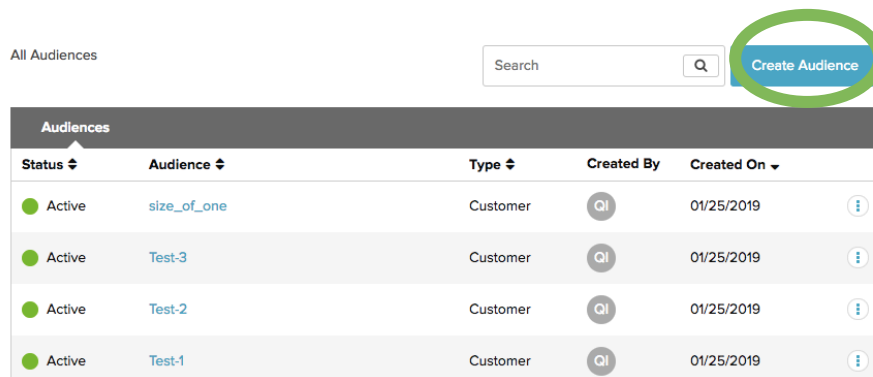 All Audiences
Search
Create Audience
Audiences
Status Audience Type Created By Created On
Active size_of_one Customer QI 01/25/2019
Active Test-3 Customer QI 01/25/2019
Active Test-2 Customer QI 01/25/2019
Active Test-1 Customer QI 01/25/2019